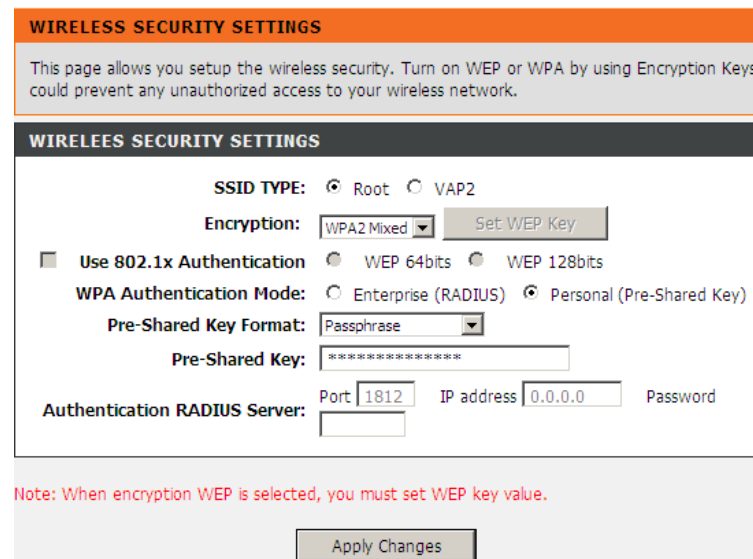 WIRELESS SECURITY SETTINGS
This page allows you setup the wireless security. Turn on WEP or WPA by using Encryption Keys
could prevent any unauthorized access to your wireless network.
WIRELEES SECURITY SETTINGS
SSID TYPE: Root VAP2
Encryption: WPA2 Mixed Set WEP Key
Use 802.1x Authentication WEP 64bits WEP 128bits
WPA Authentication Mode: Enterprise (RADIUS) Personal (Pre-Shared Key)
Pre-Shared Key Format: Passphrase
Pre-Shared Key: **************
Authentication RADIUS Server: Port 1812 IP address 0.0.0.0 Password
Note: When encryption WEP is selected, you must set WEP key value.
Apply Changes